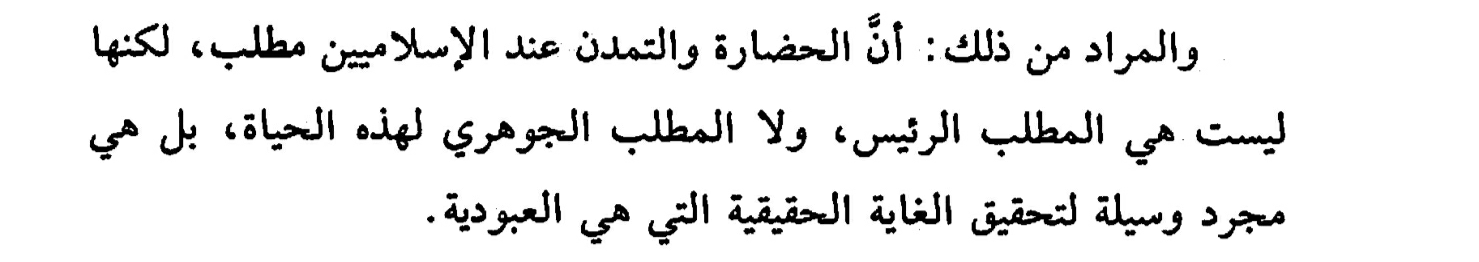 والمراد من ذلك: أنَّ الحضارة والتمدن عند الإسلاميين مطلب، لكنها
ليست هي المطلب الرئيس، ولا المطلب الجوهري لهذه الحياة، بل هي
مجرد وسيلة لتحقيق الغاية الحقيقية التي هي العبودية.